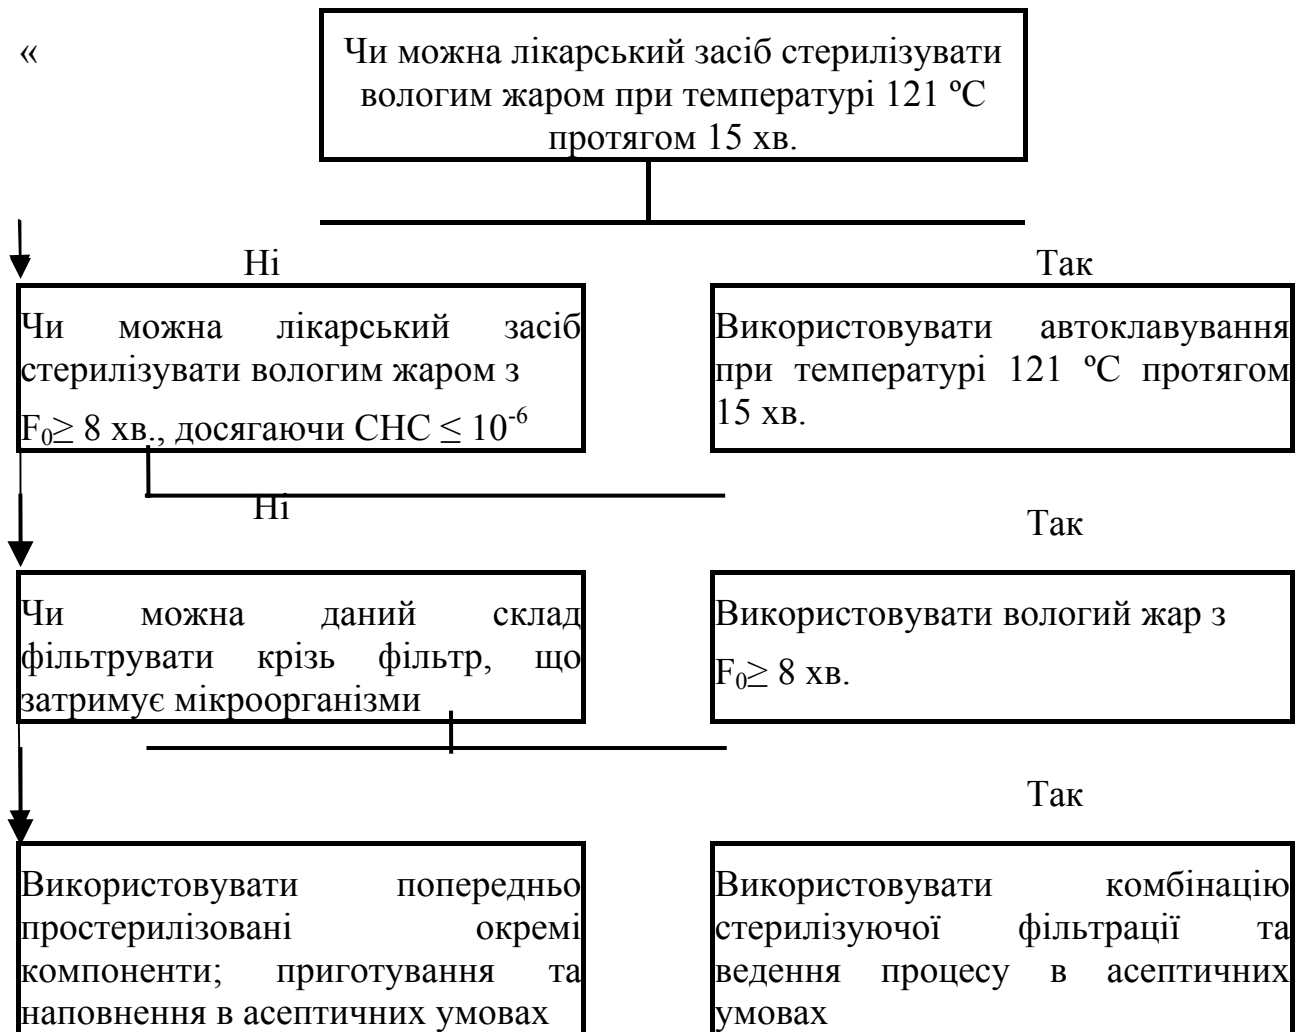 «
Чи можна лікарський засіб стерилізувати
вологим жаром при температурі 121 ºС
протягом 15 хв.
Ні
Так
Чи можна лікарський засіб
стерилізувати вологим жаром з
F₀≥ 8 хв., досягаючи СНС ≤ 10⁻⁶
Використовувати автоклавування
при температурі 121 ºС протягом
15 хв.
Ні
Так
Чи можна даний склад
фільтрувати крізь фільтр, що
затримує мікроорганізми
Використовувати вологий жар з
F₀≥ 8 хв.
Так
Використовувати попередньо
простерилізовані окремі
компоненти; приготування та
наповнення в асептичних умовах
Використовувати комбінацію
стерилізуючої фільтрації та
ведення процесу в асептичних
умовах